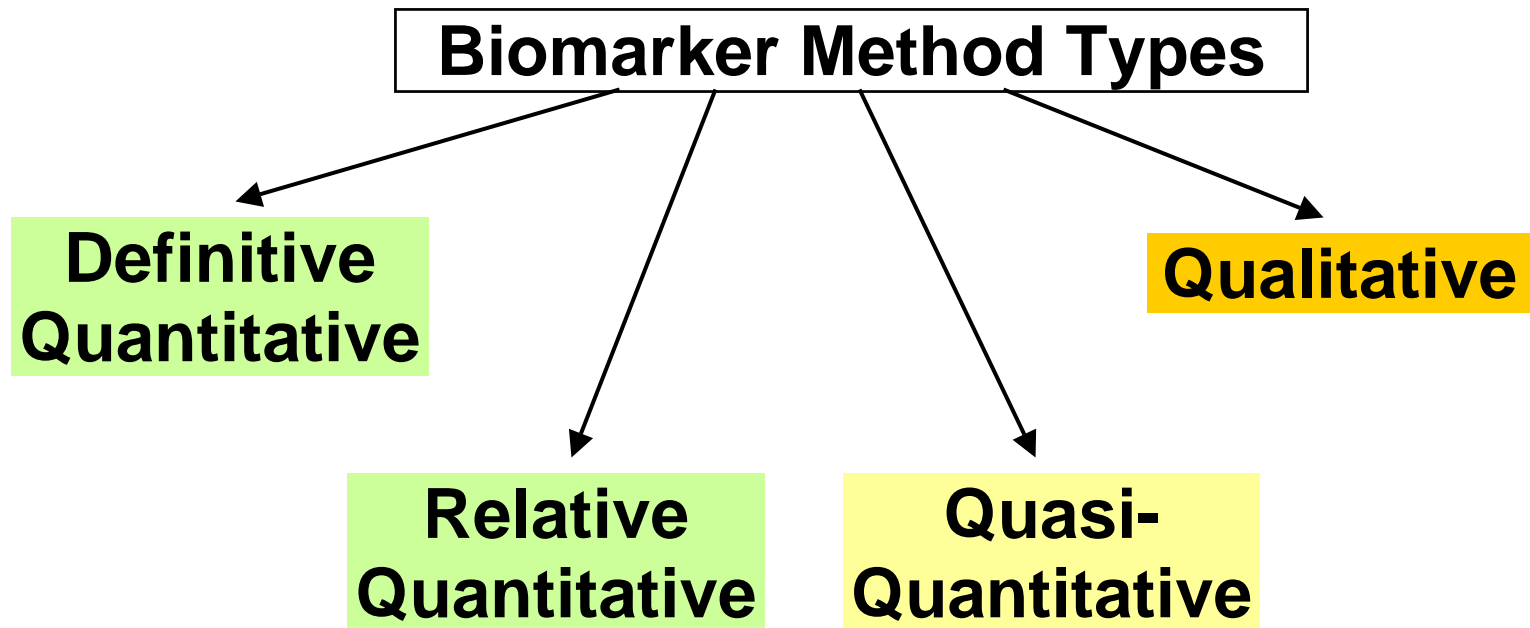 Biomarker Method Types
Definitive
Quantitative
Qualitative
Relative
Quantitative
Quasi-
Quantitative